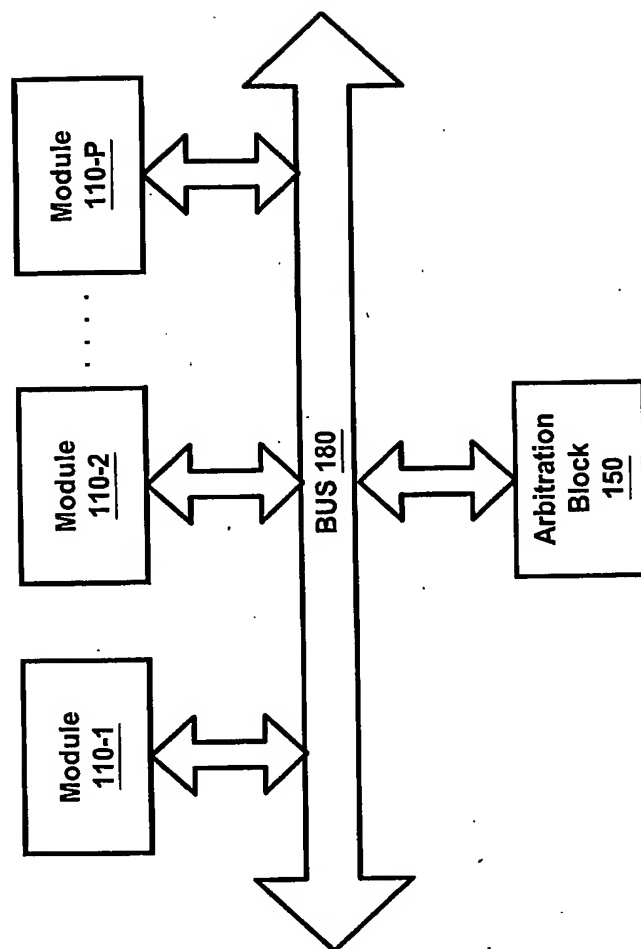 Module
110-1
Module
110-2
. . . .
Module
110-P
BUS 180
Arbitration
Block
150